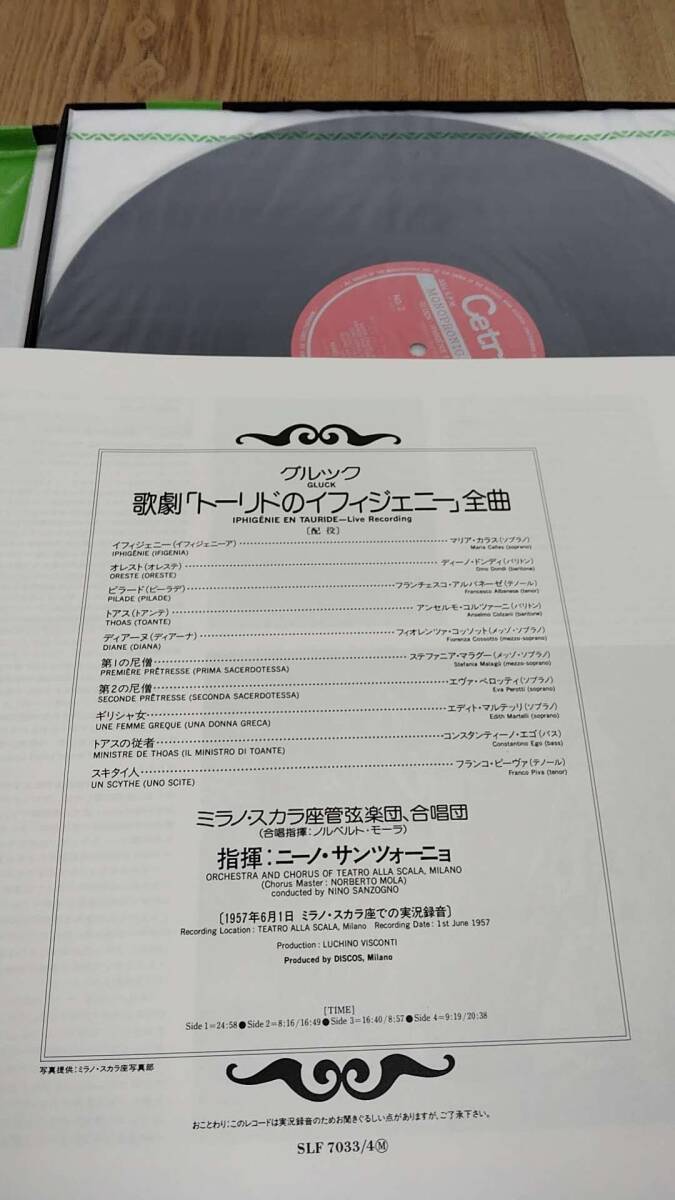 Cetr
MONOPHONIC
NO.2
グルック
GLUCK
歌劇「トーリドのイフィジェニー」全曲
IPHIGÉNIE EN TAURIDE—Live Recording
〔配 役〕
イフィジェニー(イフィジェニーア)……マリア・カラス(ソプラノ)
IPHIGÉNIE (IFIGENIA) Maria Callas (soprano)
オレスト(オレステ)……ディーノ・ドンディ(バリトン)
ORESTE (ORESTE) Dino Dondi (baritone)
ピラード(ピーラデ)……フランチェスコ・アルバネーゼ(テノール)
PILADE (PILADE) Francesco Albanese (tenor)
トアス(トアンテ)……アンセルモ・コルツァーニ(バリトン)
THOAS (TOANTE) Anselmo Colzani (baritone)
ディアーヌ(ディアーナ)……フィオレンツァ・コッソット(メッゾ・ソプラノ)
DIANE (DIANA) Fiorenza Cossotto (mezzo-soprano)
第1の尼僧……ステファニア・マラグー(メッゾ・ソプラノ)
PREMIÈRE PRÊTRESSE (PRIMA SACERDOTESSA) Stefania Malagù (mezzo-soprano)
第2の尼僧……エヴァ・ペロッティ(ソプラノ)
SECONDE PRÊTRESSE (SECONDA SACERDOTESSA) Eva Perotti (soprano)
ギリシャ女……エディト・マルテッリ(ソプラノ)
UNE FEMME GREQUE (UNA DONNA GRECA) Edith Martelli (soprano)
トアスの従者……コンスタンティーノ・エゴ(バス)
MINISTRE DE THOAS (IL MINISTRO DI TOANTE) Constantino Ego (bass)
スキタイ人……フランコ・ピーヴァ(テノール)
UN SCYTHE (UNO SCITE) Franco Piva (tenor)
ミラノ・スカラ座管弦楽団、合唱団
(合唱指揮:ノルベルト・モーラ)
指揮:ニーノ・サンツォーニョ
ORCHESTRA AND CHORUS OF TEATRO ALLA SCALA, MILANO
(Chorus Master : NORBERTO MOLA)
conducted by NINO SANZOGNO
〔1957年6月1日 ミラノ・スカラ座での実況録音〕
Recording Location : TEATRO ALLA SCALA, Milano Recording Date : 1st June 1957
Production : LUCHINO VISCONTI
Produced by DISCOS, Milano
[TIME]
Side 1=24:58●Side 2=8:16/16:49●Side 3=16:40/8:57●Side 4=9:19/20:38
写真提供:ミラノ・スカラ座写真部
おことわり:このレコードは実況録音のためお聞きぐるしい点がありますが、ご了承下さい。
SLF 7033/4Ⓜ